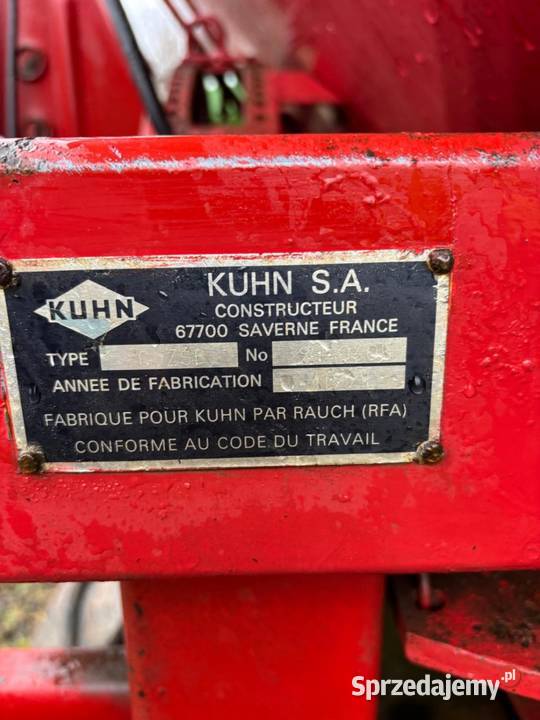 KUHN
KUHN S.A.
CONSTRUCTEUR
67700 SAVERNE FRANCE
TYPE No
ANNEE DE FABRICATION
FABRIQUE POUR KUHN PAR RAUCH (RFA)
CONFORME AU CODE DU TRAVAIL
Sprzedajemy.pl